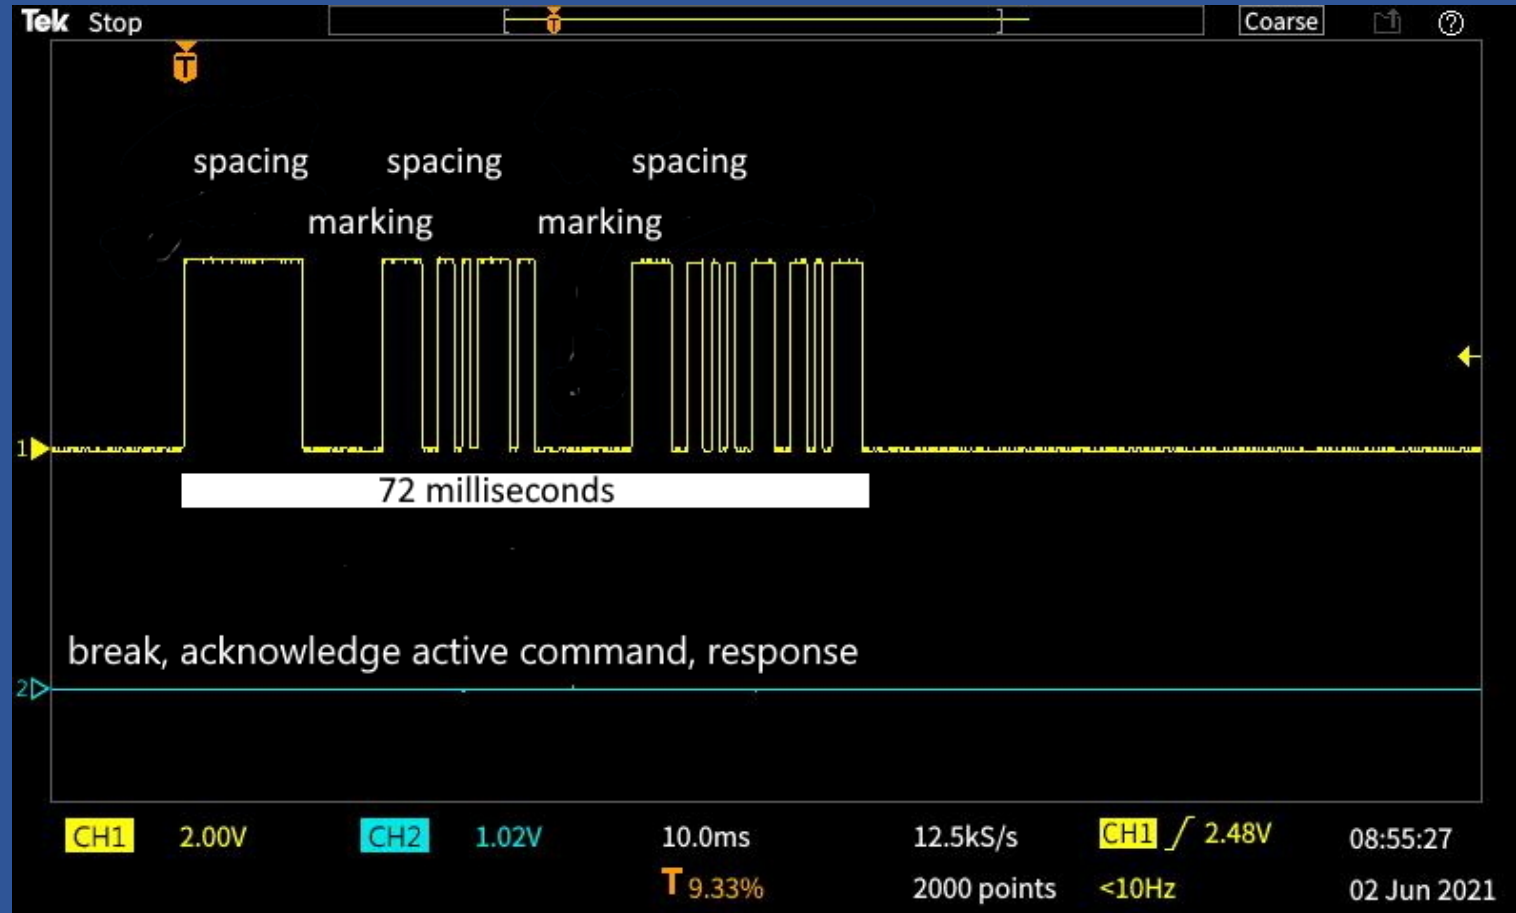 Tek Stop
Coarse
T
T
spacing spacing spacing
marking marking
1
72 milliseconds
break, acknowledge active command, response
2
CH1 2.00V CH2 1.02V 10.0ms 12.5kS/s CH1 2.48V 08:55:27
T 9.33% 2000 points <10Hz 02 Jun 2021